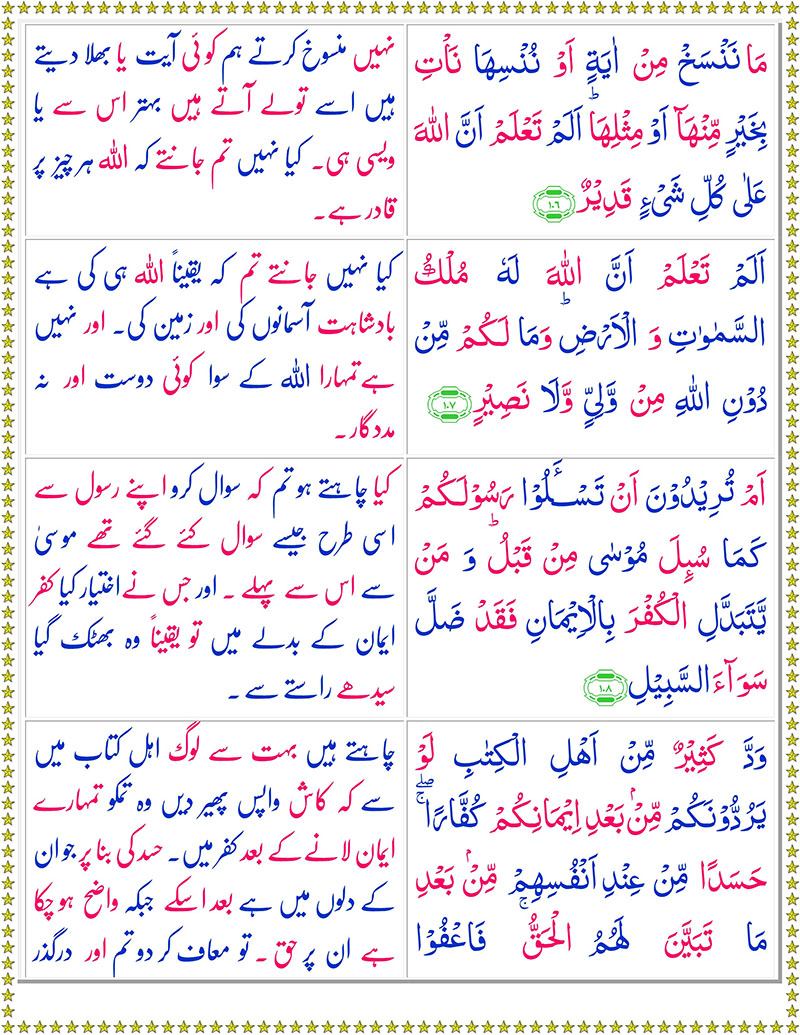 مَا نَنْسَخْ مِنْ اٰيَةٍ اَوْ نُنْسِهَا نَاْتِ
بِخَيْرٍ مِّنْهَاۤ اَوْ مِثْلِهَا ؕ اَلَمْ تَعْلَمْ اَنَّ اللهَ
عَلٰى كُلِّ شَیْءٍ قَدِيْرٌ ۝۱۰۶
نہیں منسوخ کرتے ہم کوئی آیت یا بھلا دیتے
ہیں اسے تولے آتے ہیں بہتر اس سے یا
ویسی ہی۔ کیا نہیں تم جانتے کہ اللہ ہر چیز پر
قادر ہے۔
اَلَمْ تَعْلَمْ اَنَّ اللهَ لَهٗ مُلْكُ
السَّمٰوٰتِ وَ الْاَرْضِ ؕ وَمَا لَكُمْ مِّنْ
دُوْنِ اللهِ مِنْ وَّلِیٍّ وَّلَا نَصِيْرٍ ۝۱۰۷
کیا نہیں جانتے تم کہ یقیناً اللہ ہی کی ہے
بادشاہت آسمانوں کی اور زمین کی۔ اور نہیں
ہے تمہارا اللہ کے سوا کوئی دوست اور نہ
مددگار۔
اَمْ تُرِيْدُوْنَ اَنْ تَسْـَٔلُوْا رَسُوْلَكُمْ
كَمَا سُىِٕلَ مُوْسٰى مِنْ قَبْلُ ؕ وَ مَنْ
يَّتَبَدَّلِ الْكُفْرَ بِالْاِيْمَانِ فَقَدْ ضَلَّ
سَوَآءَ السَّبِيْلِ ۝۱۰۸
کیا چاہتے ہو تم کہ سوال کرو اپنے رسول سے
اسی طرح جیسے سوال کئے گئے تھے موسیٰ
سے اس سے پہلے ۔ اور جس نے اختیار کیا کفر
ایمان کے بدلے میں تو یقیناً وہ بھٹک گیا
سیدھے راستے سے ۔
وَدَّ كَثِيْرٌ مِّنْ اَهْلِ الْكِتٰبِ لَوْ
يَرُدُّوْنَكُمْ مِّنْۢ بَعْدِ اِيْمَانِكُمْ كُفَّارًا ۖۚ
حَسَدًا مِّنْ عِنْدِ اَنْفُسِهِمْ مِّنْۢ بَعْدِ
مَا تَبَيَّنَ لَهُمُ الْحَقُّ ۚ فَاعْفُوْا
چاہتے ہیں بہت سے لوگ اہل کتاب میں
سے کہ کاش واپس پھیر دیں وہ تمکو تمہارے
ایمان لانے کے بعد کفر میں۔ حسد کی بنا پر جو ان
کے دلوں میں ہے بعد اسکے جبکہ واضح ہو چکا
ہے ان پر حق ۔ تو معاف کر دو تم اور درگذر